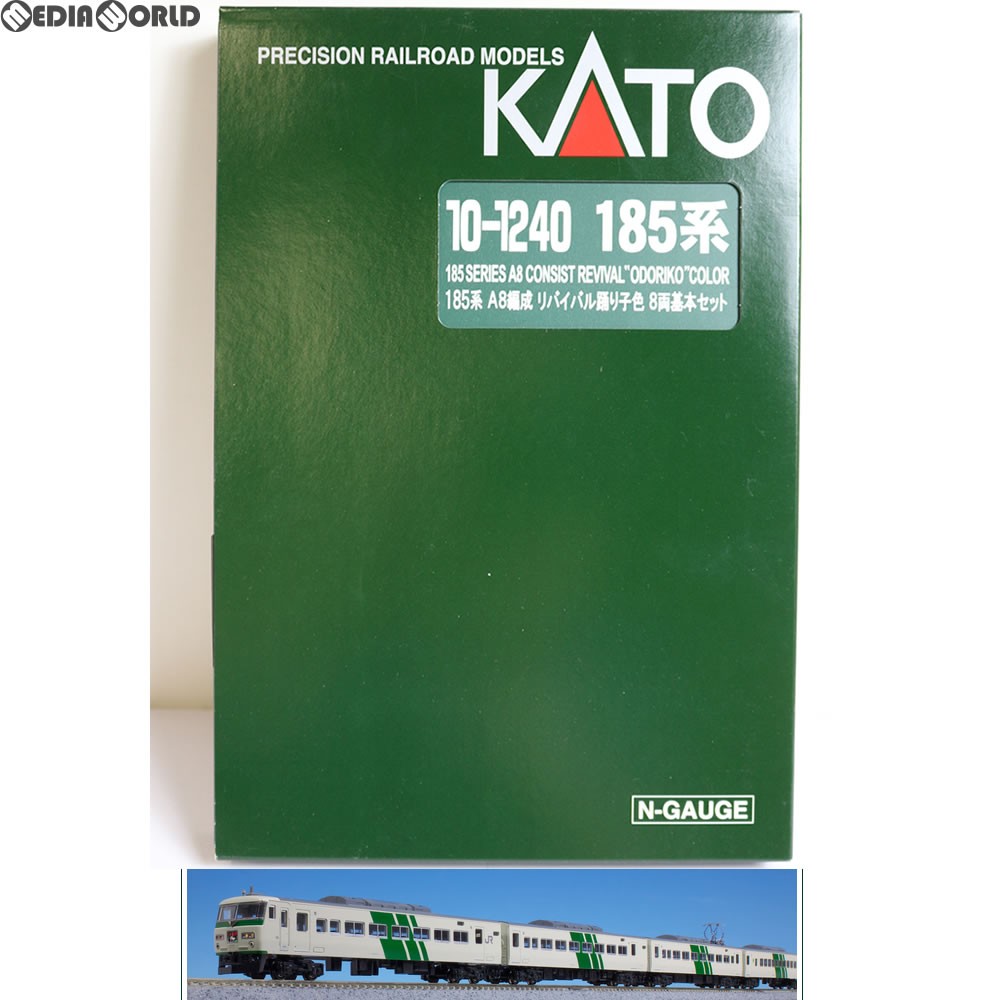 MEDIAWORLD
PRECISION RAILROAD MODELS
KATO
10-1240 185系
185 SERIES A8 CONSIST REVIVAL"ODORIKO"COLOR
185系 A8編成 リバイバル踊り子色 8両基本セット
N-GAUGE
JR